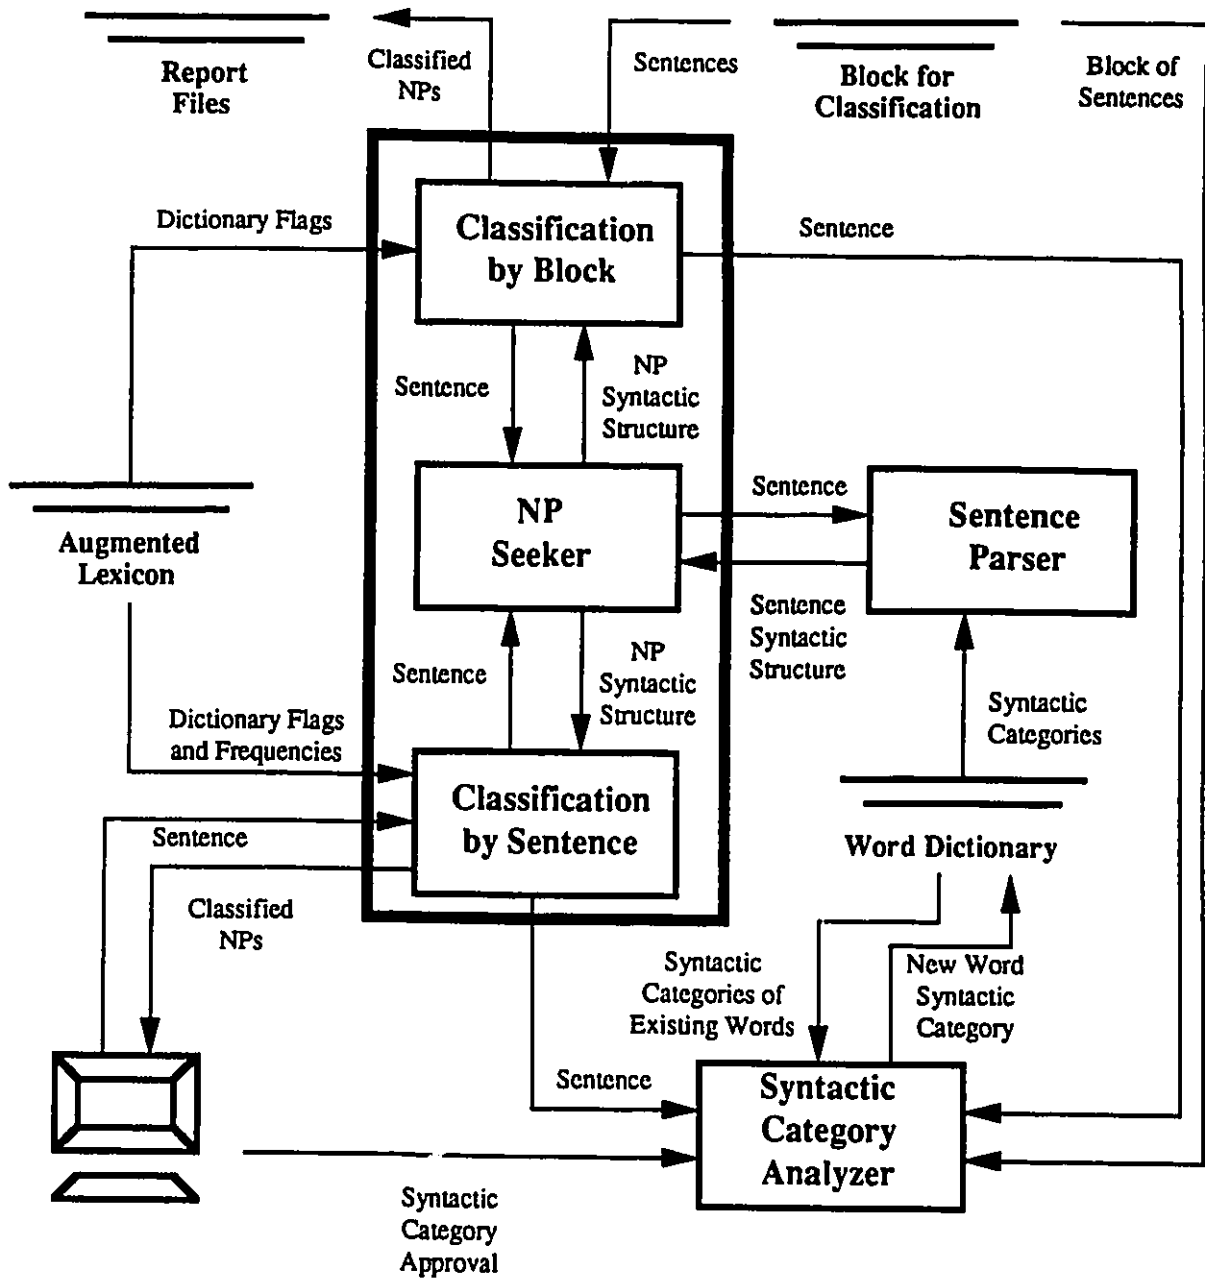 Report
Files
Classified
NPs
Sentences
Block for
Classification
Block of
Sentences
Dictionary Flags
Classification
by Block
Sentence
Sentence
NP
Syntactic
Structure
Augmented
Lexicon
NP
Seeker
Sentence
Sentence
Parser
Sentence
Syntactic
Structure
Sentence
NP
Syntactic
Structure
Syntactic
Categories
Dictionary Flags
and Frequencies
Classification
by Sentence
Sentence
Word Dictionary
Classified
NPs
Syntactic
Categories of
Existing Words
New Word
Syntactic
Category
Sentence
Syntactic
Category
Analyzer
Syntactic
Category
Approval